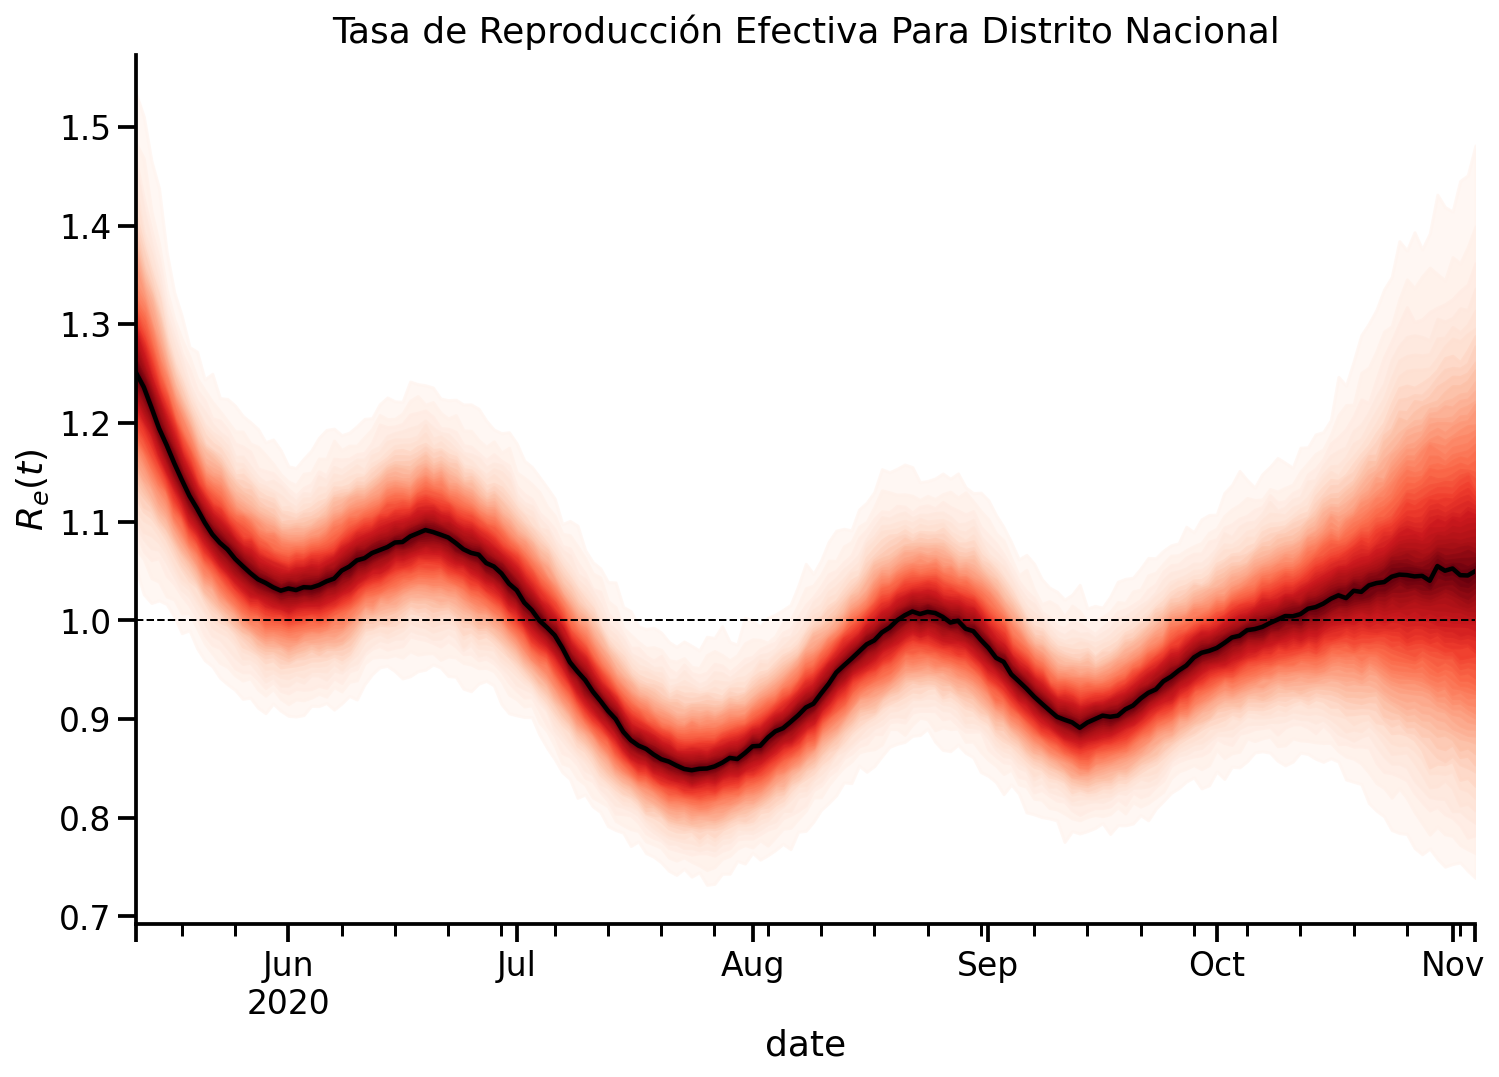 Tasa de Reproducción Efectiva Para Distrito Nacional
1.5
1.4
1.3
1.2
1.1
1.0
0.9
0.8
0.7
Re(t)
Jun Jul Aug Sep Oct Nov
2020
date